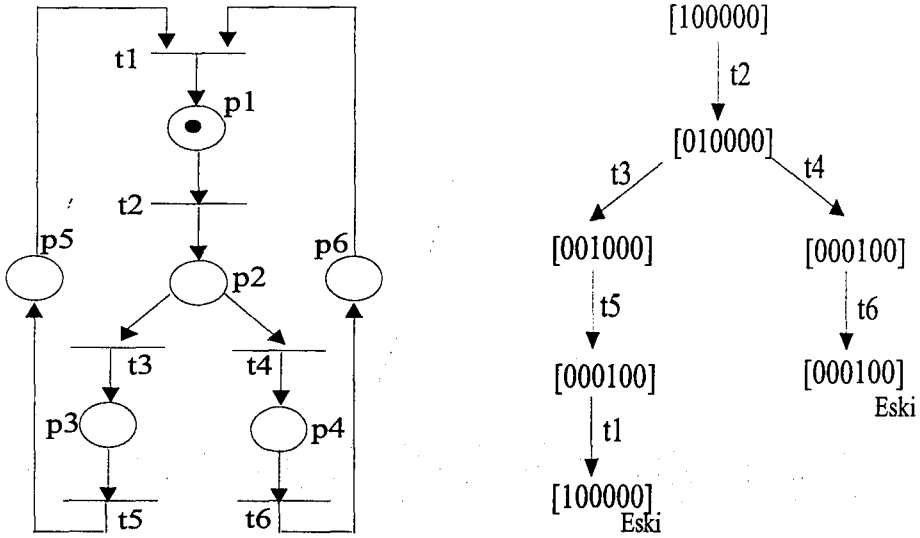 t1
p1
t2
p5
p6
p2
t3
t4
p3
p4
t5
t6
[100000]
t2
[010000]
t3
t4
[001000]
[000100]
t5
t6
[000100]
[000100]
Eski
t1
[100000]
Eski